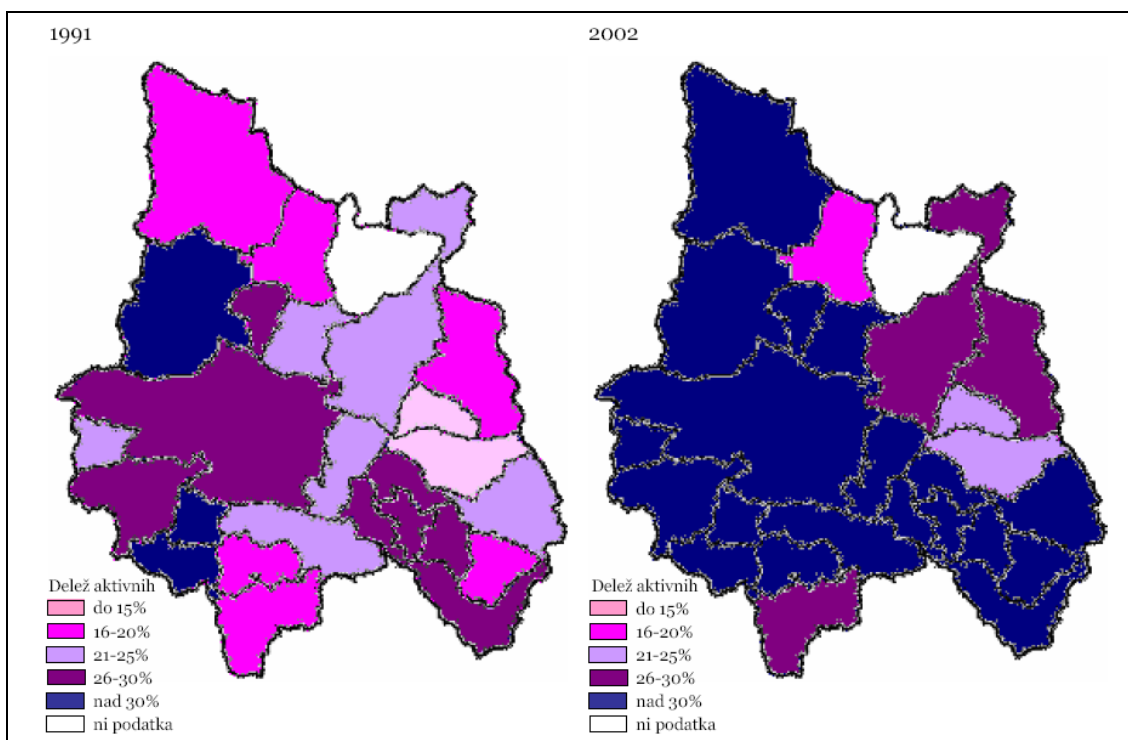 1991
2002
Delež aktivnih
do 15%
16-20%
21-25%
26-30%
nad 30%
ni podatka
Delež aktivnih
do 15%
16-20%
21-25%
26-30%
nad 30%
ni podatka